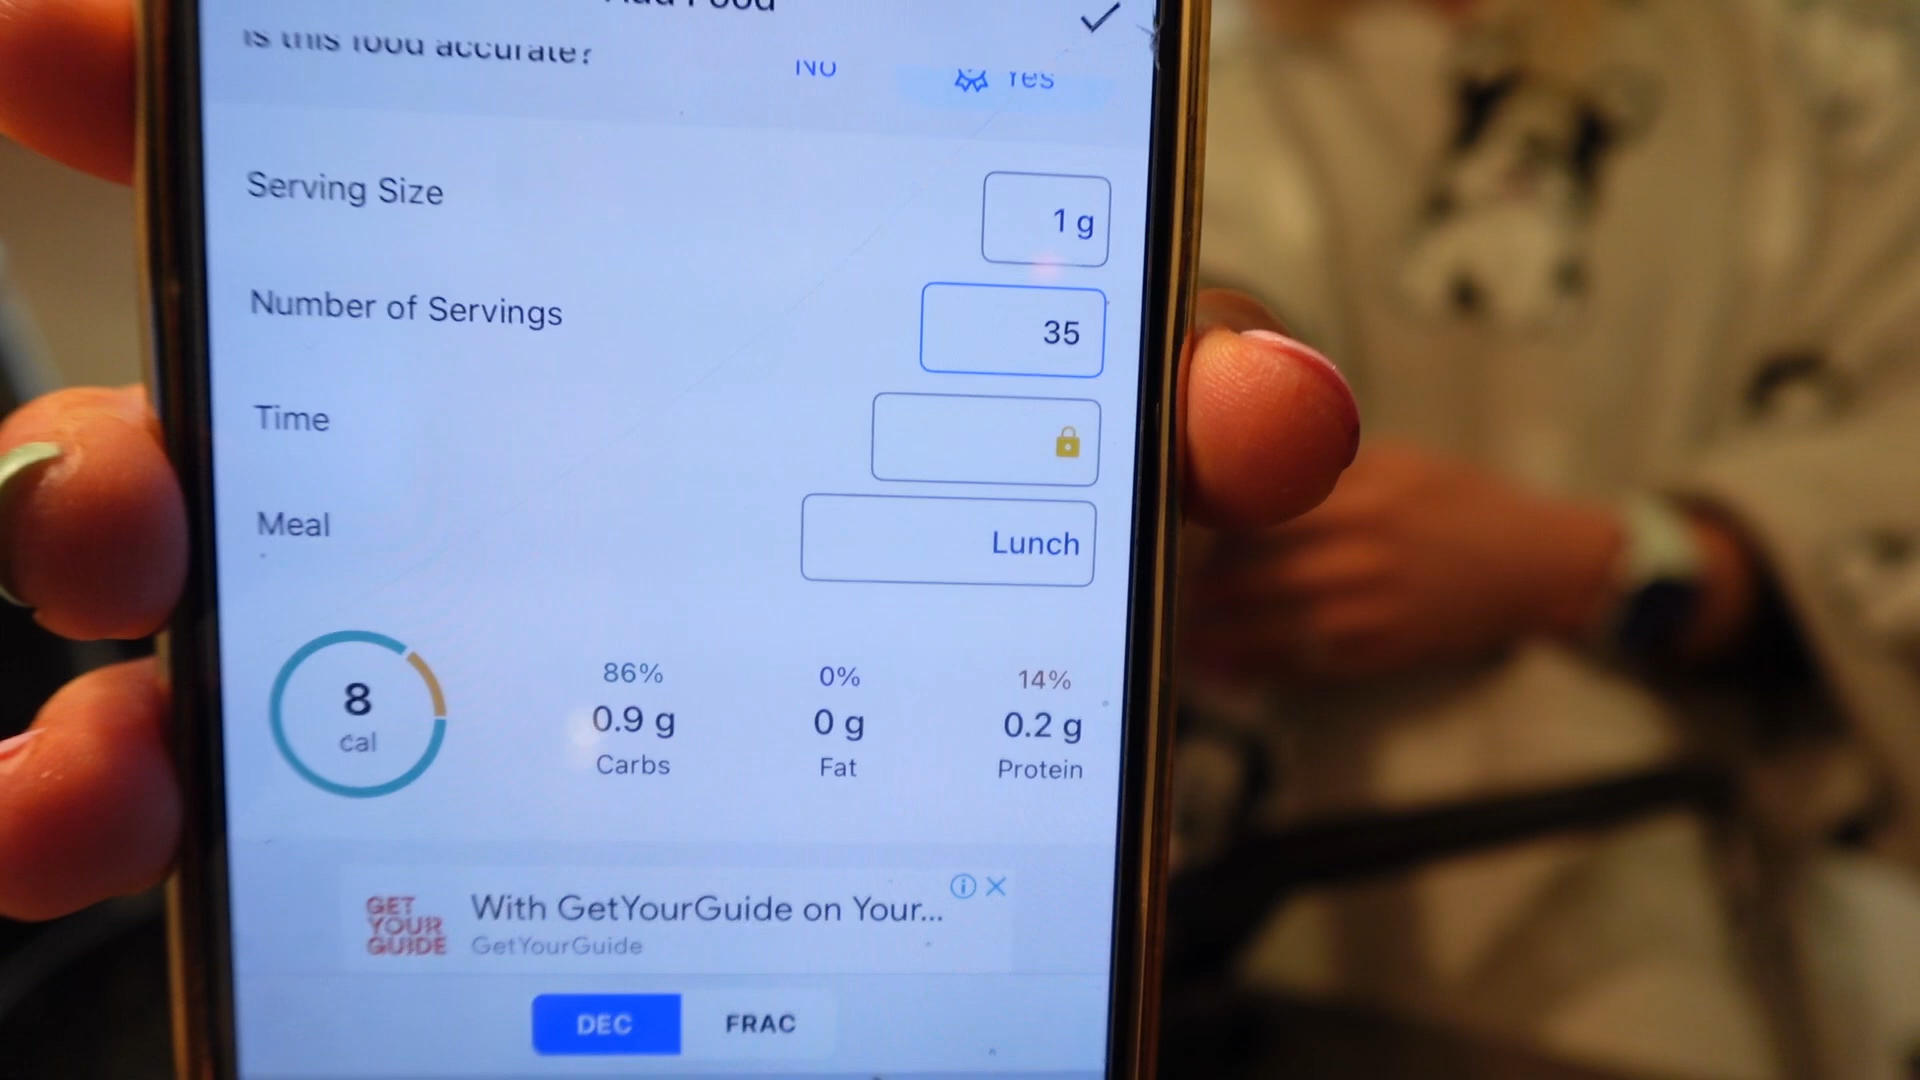 Add Food
Is this food accurate?
No
Yes
Serving Size
1 g
Number of Servings
35
Time
Meal
Lunch
8
cal
86%
0.9 g
Carbs
0%
0 g
Fat
14%
0.2 g
Protein
GET
YOUR
GUIDE
With GetYourGuide on Your...
GetYourGuide
DEC
FRAC